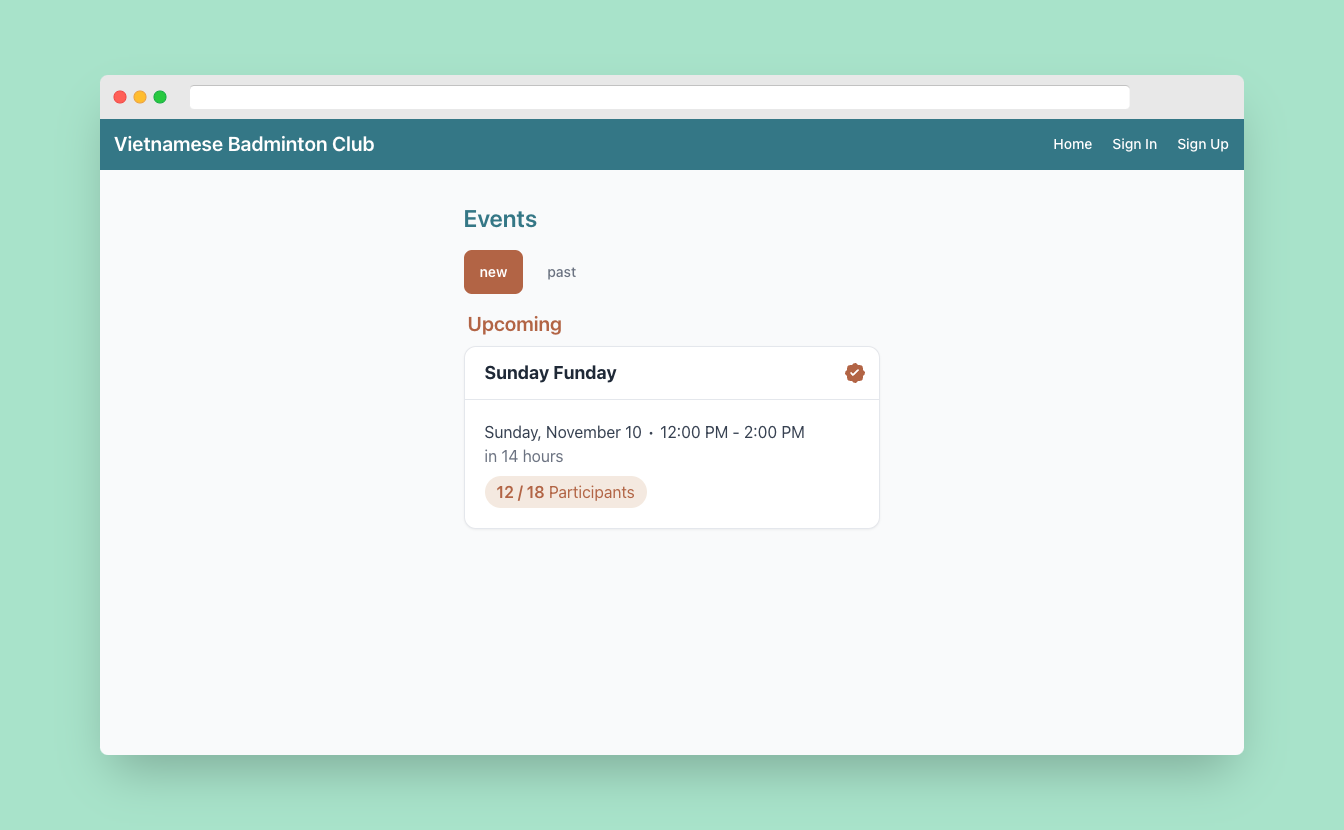 Vietnamese Badminton Club
Home Sign In Sign Up
Events
new past
Upcoming
Sunday Funday
Sunday, November 10 • 12:00 PM - 2:00 PM
in 14 hours
12 / 18 Participants